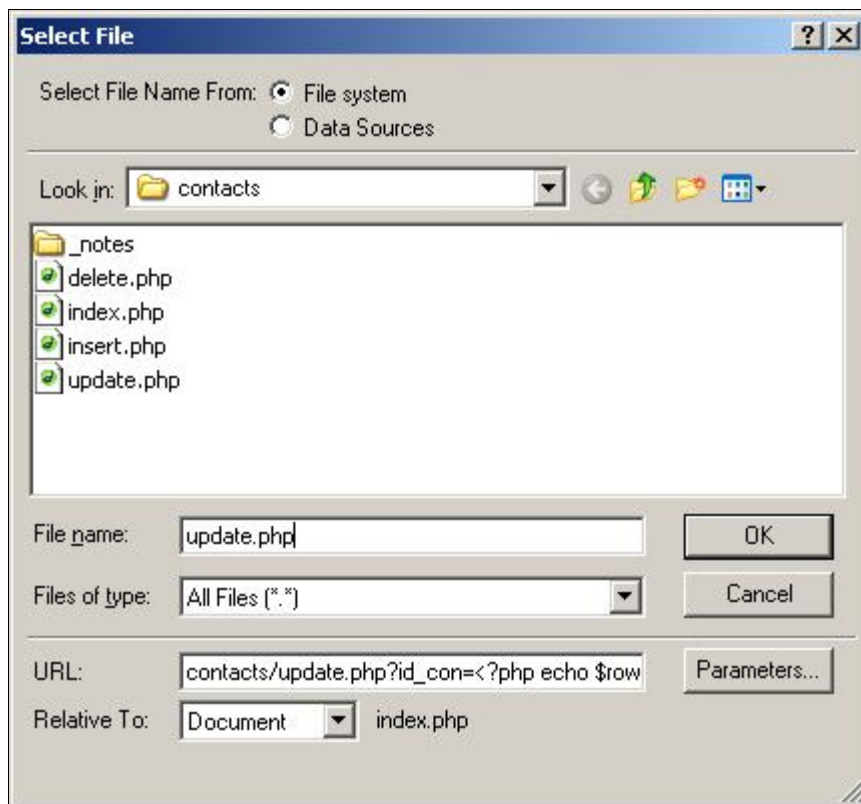 Select File
Select File Name From: File system
Data Sources
Look in: contacts
_notes
delete.php
index.php
insert.php
update.php
File name: update.php OK
Files of type: All Files (*.*) Cancel
URL: contacts/update.php?id_con=<?php echo $row Parameters...
Relative To: Document index.php